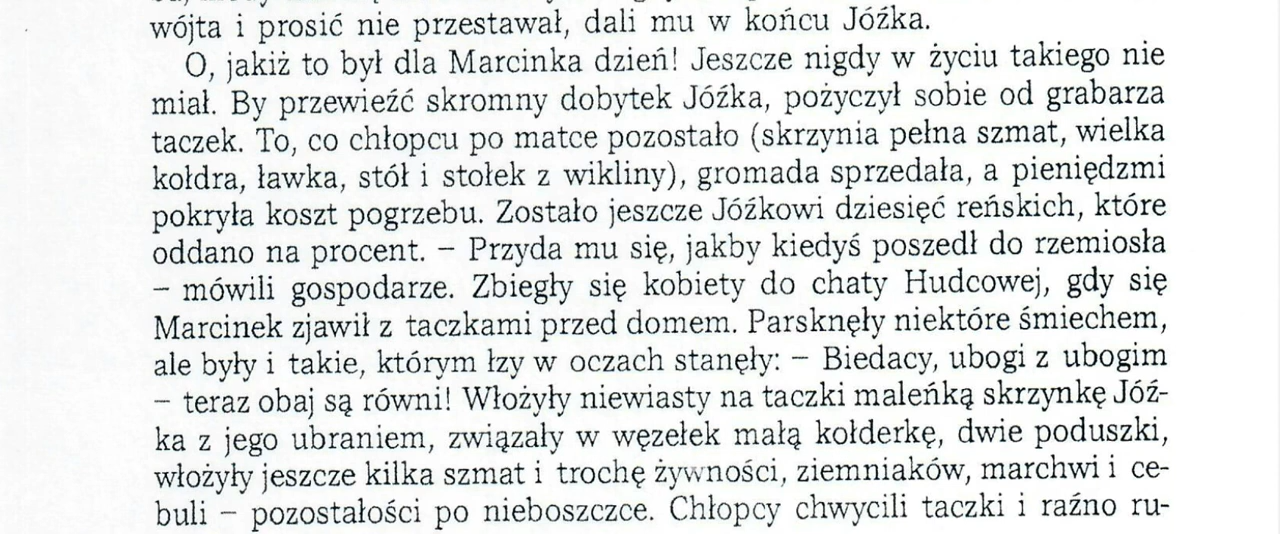 wójta i prosić nie przestawał, dali mu w końcu Jóźka.
O, jakiż to był dla Marcinka dzień! Jeszcze nigdy w życiu takiego nie
miał. By przewieźć skromny dobytek Jóźka, pożyczył sobie od grabarza
taczek. To, co chłopcu po matce pozostało (skrzynia pełna szmat, wielka
kołdra, ławka, stół i stołek z wikliny), gromada sprzedała, a pieniędzmi
pokryła koszt pogrzebu. Zostało jeszcze Jóźkowi dziesięć reńskich, które
oddano na procent. – Przyda mu się, jakby kiedyś poszedł do rzemiosła
– mówili gospodarze. Zbiegły się kobiety do chaty Hudcowej, gdy się
Marcinek zjawił z taczkami przed domem. Parsknęły niektóre śmiechem,
ale były i takie, którym łzy w oczach stanęły: – Biedacy, ubogi z ubogim
– teraz obaj są równi! Włożyły niewiasty na taczki maleńką skrzynkę Jóź-
ka z jego ubraniem, związały w węzełek małą kołderkę, dwie poduszki,
włożyły jeszcze kilka szmat i trochę żywności, ziemniaków, marchwi i ce-
buli – pozostałości po nieboszczce. Chłopcy chwycili taczki i raźno ru-